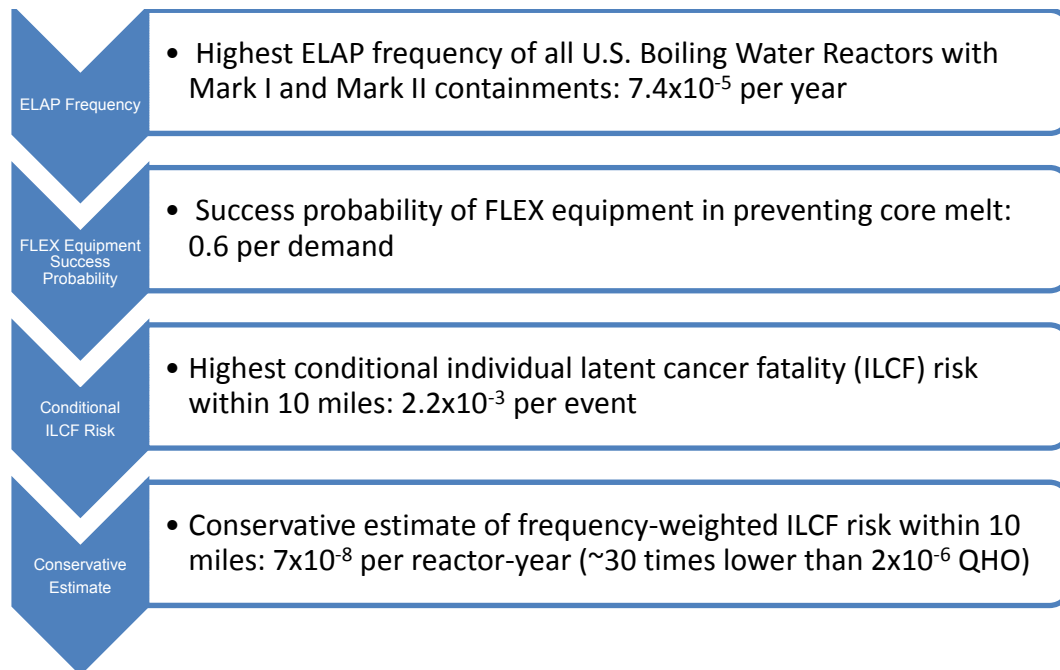 ELAP Frequency
• Highest ELAP frequency of all U.S. Boiling Water Reactors with
Mark I and Mark II containments: 7.4x10⁻⁵ per year
FLEX Equipment
Success
Probability
• Success probability of FLEX equipment in preventing core melt:
0.6 per demand
Conditional
ILCF Risk
• Highest conditional individual latent cancer fatality (ILCF) risk
within 10 miles: 2.2x10⁻³ per event
Conservative
Estimate
• Conservative estimate of frequency-weighted ILCF risk within 10
miles: 7x10⁻⁸ per reactor-year (~30 times lower than 2x10⁻⁶ QHO)